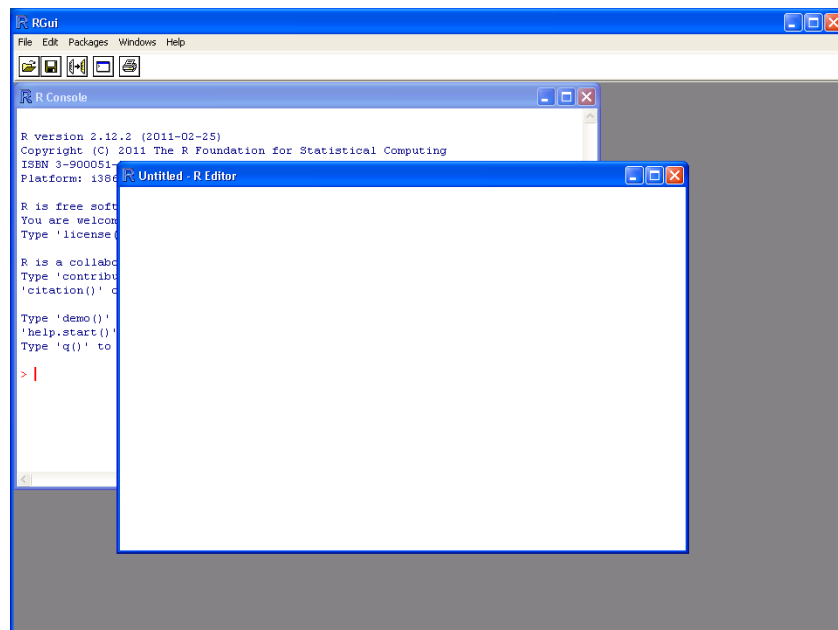 RGui
File Edit Packages Windows Help
R Console
R version 2.12.2 (2011-02-25)
Copyright (C) 2011 The R Foundation for Statistical Computing
ISBN 3-900051-
Platform: i386
R is free soft
You are welcom
Type 'license(
R is a collabo
Type 'contribu
'citation()' o
Type 'demo()'
'help.start()'
Type 'q()' to
>
Untitled - R Editor